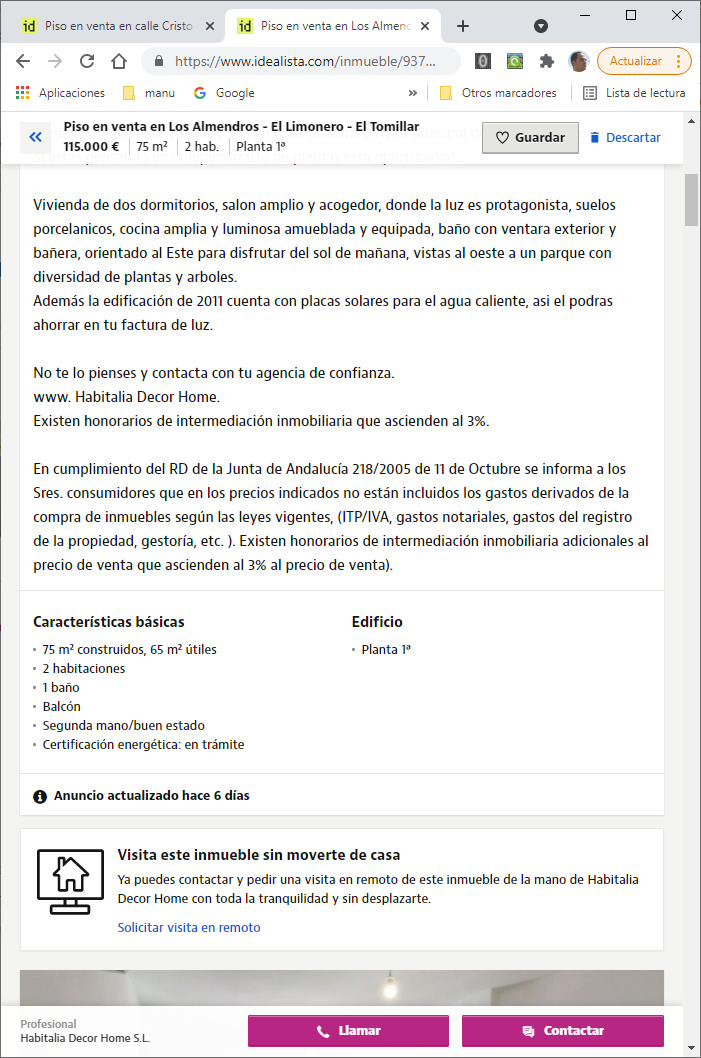 Piso en venta en calle Cristo
Piso en venta en Los Almend
https://www.idealista.com/inmueble/937...
Actualizar
Aplicaciones
manu
Google
»
Otros marcadores
Lista de lectura
Piso en venta en Los Almendros - El Limonero - El Tomillar
115.000 € 75 m² 2 hab. Planta 1ª
Guardar
Descartar
Vivienda de dos dormitorios, salon amplio y acogedor, donde la luz es protagonista, suelos
porcelanicos, cocina amplia y luminosa amueblada y equipada, baño con ventara exterior y
bañera, orientado al Este para disfrutar del sol de mañana, vistas al oeste a un parque con
diversidad de plantas y arboles.
Además la edificación de 2011 cuenta con placas solares para el agua caliente, asi el podras
ahorrar en tu factura de luz.
No te lo pienses y contacta con tu agencia de confianza.
www. Habitalia Decor Home.
Existen honorarios de intermediación inmobiliaria que ascienden al 3%.
En cumplimiento del RD de la Junta de Andalucía 218/2005 de 11 de Octubre se informa a los
Sres. consumidores que en los precios indicados no están incluidos los gastos derivados de la
compra de inmuebles según las leyes vigentes, (ITP/IVA, gastos notariales, gastos del registro
de la propiedad, gestoría, etc. ). Existen honorarios de intermediación inmobiliaria adicionales al
precio de venta que ascienden al 3% al precio de venta).
Características básicas
75 m² construidos, 65 m² útiles
2 habitaciones
1 baño
Balcón
Segunda mano/buen estado
Certificación energética: en trámite
Edificio
Planta 1ª
Anuncio actualizado hace 6 días
Visita este inmueble sin moverte de casa
Ya puedes contactar y pedir una visita en remoto de este inmueble de la mano de Habitalia
Decor Home con toda la tranquilidad y sin desplazarte.
Solicitar visita en remoto
Profesional
Habitalia Decor Home S.L.
Llamar
Contactar